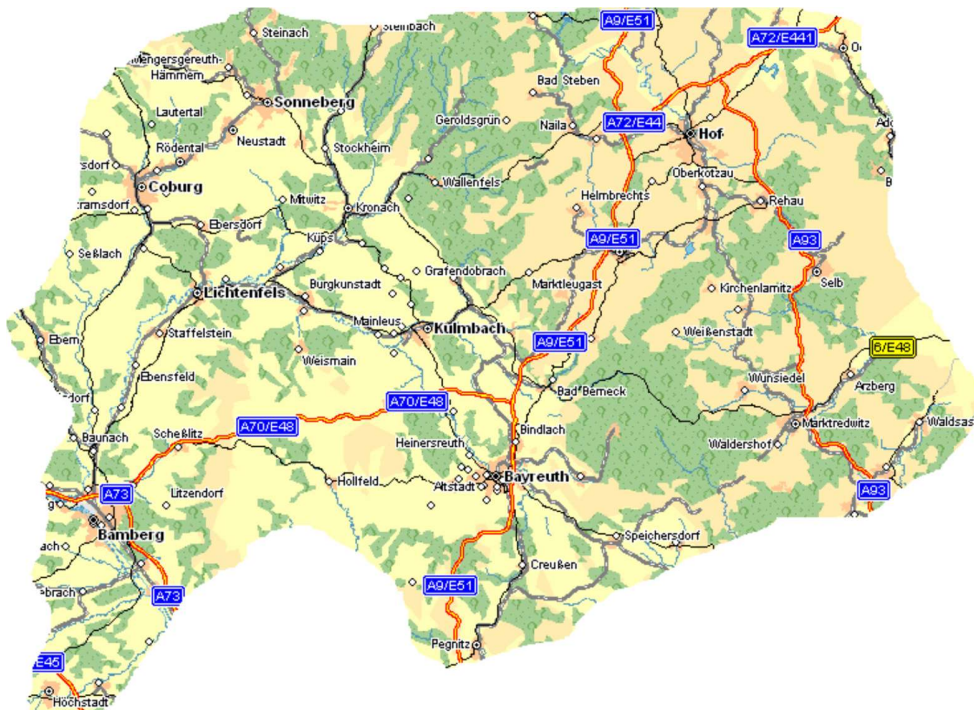 A9/E51
A72/E441
Steinach
Steinbach
Mengersgereuth-
Hämmern
Bad Steben
Sonneberg
Lautertal
Geroldsgrün
Naila
A72/E44
Hof
Neustadt
Stockheim
Rödental
Oberkotzau
Coburg
Wallenfels
Helmbrechts
Mitwitz
Kronach
Rehau
Ebersdorf
Küps
A9/E51
A93
Seßlach
Grafendobrach
Selb
Burgkunstadt
Marktleugast
Kirchenlamitz
Lichtenfels
Mainleus
Kulmbach
Staffelstein
Weißenstadt
Ebern
A9/E51
6/E48
Weismain
Ebensfeld
Wunsiedel
Arzberg
Bad Berneck
A70/E48
A70/E48
Marktredwitz
Baunach
Scheßlitz
Heinersreuth
Bindlach
Waldershof
Waldsas
Hollfeld
Altstadt
Bayreuth
A73
Litzendorf
A93
Bamberg
Speichersdorf
Creußen
A9/E51
A73
Pegnitz
E45
Höchstadt